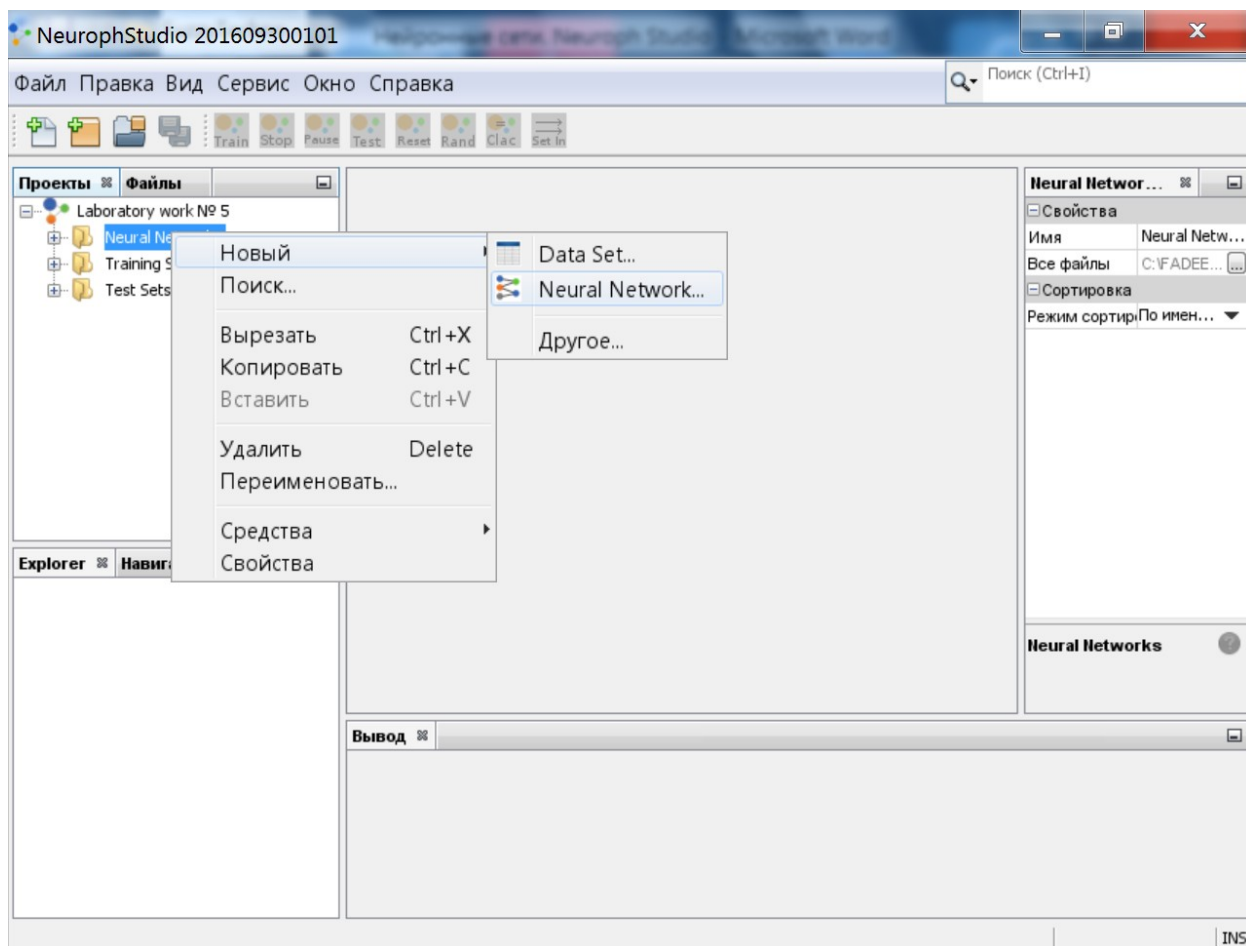 NeurophStudio 201609300101
Файл Правка Вид Сервис Окно Справка
Поиск (Ctrl+I)
Train Stop Pause Test Reset Rand Clac Set In
Проекты Файлы
Laboratory work № 5
Neural Ne
Training S
Test Sets
Новый
Поиск...
Вырезать Ctrl+X
Копировать Ctrl+C
Вставить Ctrl+V
Удалить Delete
Переименовать...
Средства
Свойства
Data Set...
Neural Network...
Другое...
Explorer Навиг
Neural Networ...
Свойства
Имя Neural Netw...
Все файлы C:\FADEE... ...
Сортировка
Режим сортир По имен...
Neural Networks
Вывод
INS